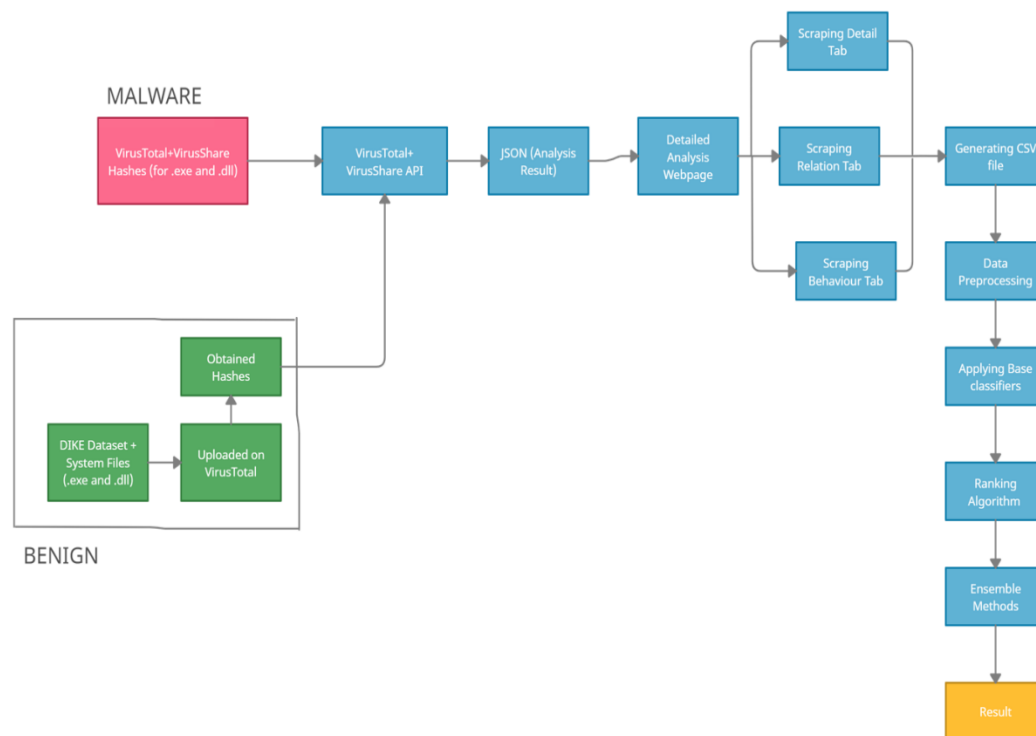 MALWARE
VirusTotal+VirusShare
Hashes (for .exe and .dll)
VirusTotal+
VirusShare API
JSON (Analysis
Result)
Detailed
Analysis
Webpage
Scraping Detail
Tab
Scraping
Relation Tab
Scraping
Behaviour Tab
Generating CSV
file
Data
Preprocessing
Applying Base
classifiers
Ranking
Algorithm
Ensemble
Methods
Result
Obtained
Hashes
DIKE Dataset +
System Files
(.exe and .dll)
Uploaded on
VirusTotal
BENIGN